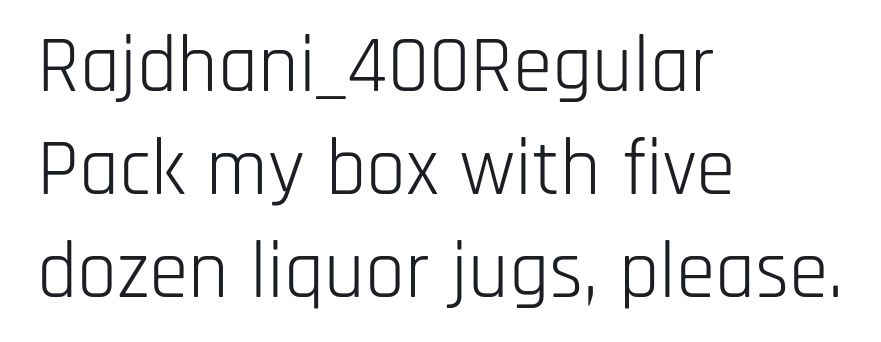 Rajdhani_400Regular
Pack my box with five
dozen liquor jugs, please.